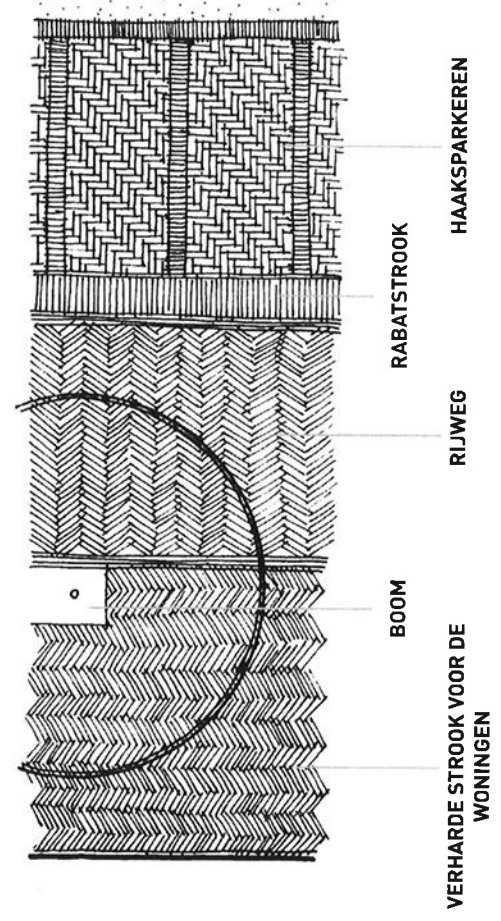 VERHARDE STROOK VOOR DE
WONINGEN
BOOM
RIJWEG
RABATSTROOK
HAAKSPARKEREN